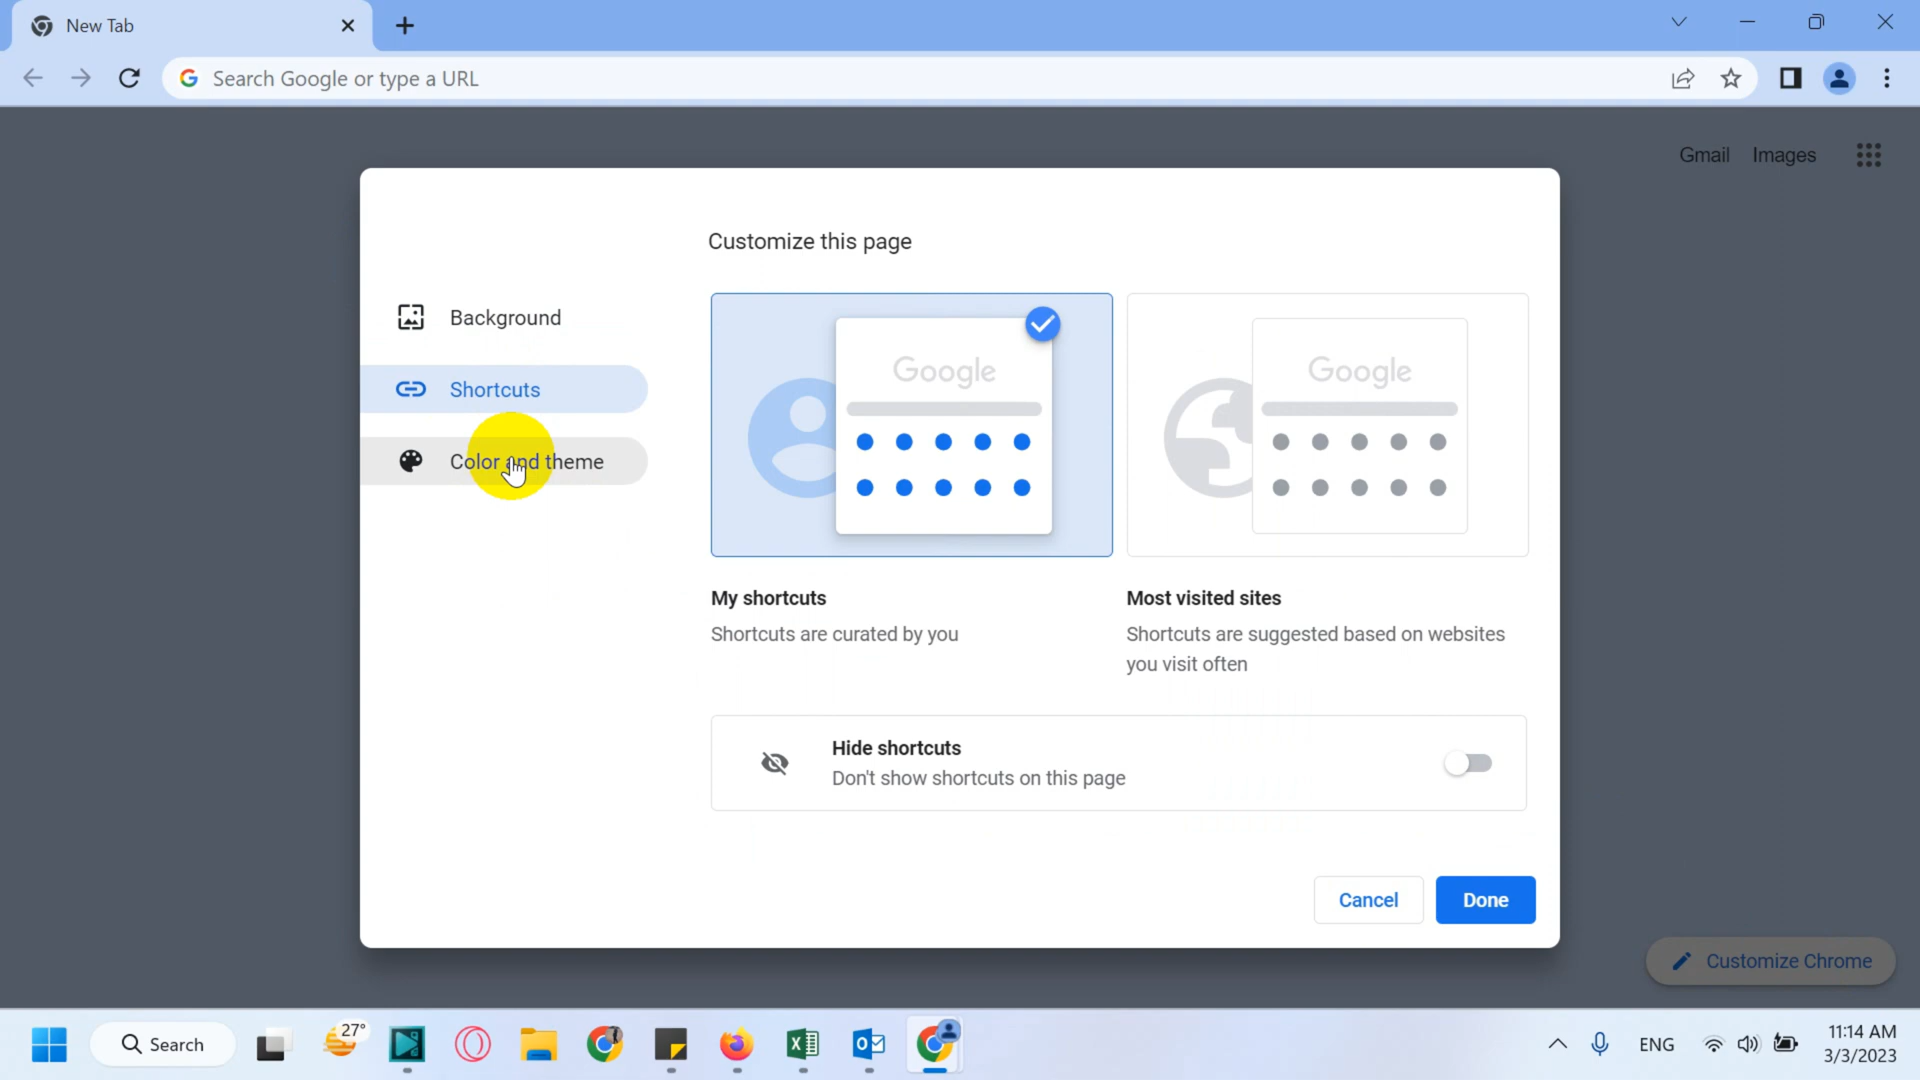 New Tab
Search Google or type a URL
Gmail Images
Customize this page
Background
Shortcuts
Color and theme
Google
Google
My shortcuts
Shortcuts are curated by you
Most visited sites
Shortcuts are suggested based on websites
you visit often
Hide shortcuts
Don't show shortcuts on this page
Cancel
Done
Customize Chrome
Search
27°
ENG
11:14 AM
3/3/2023